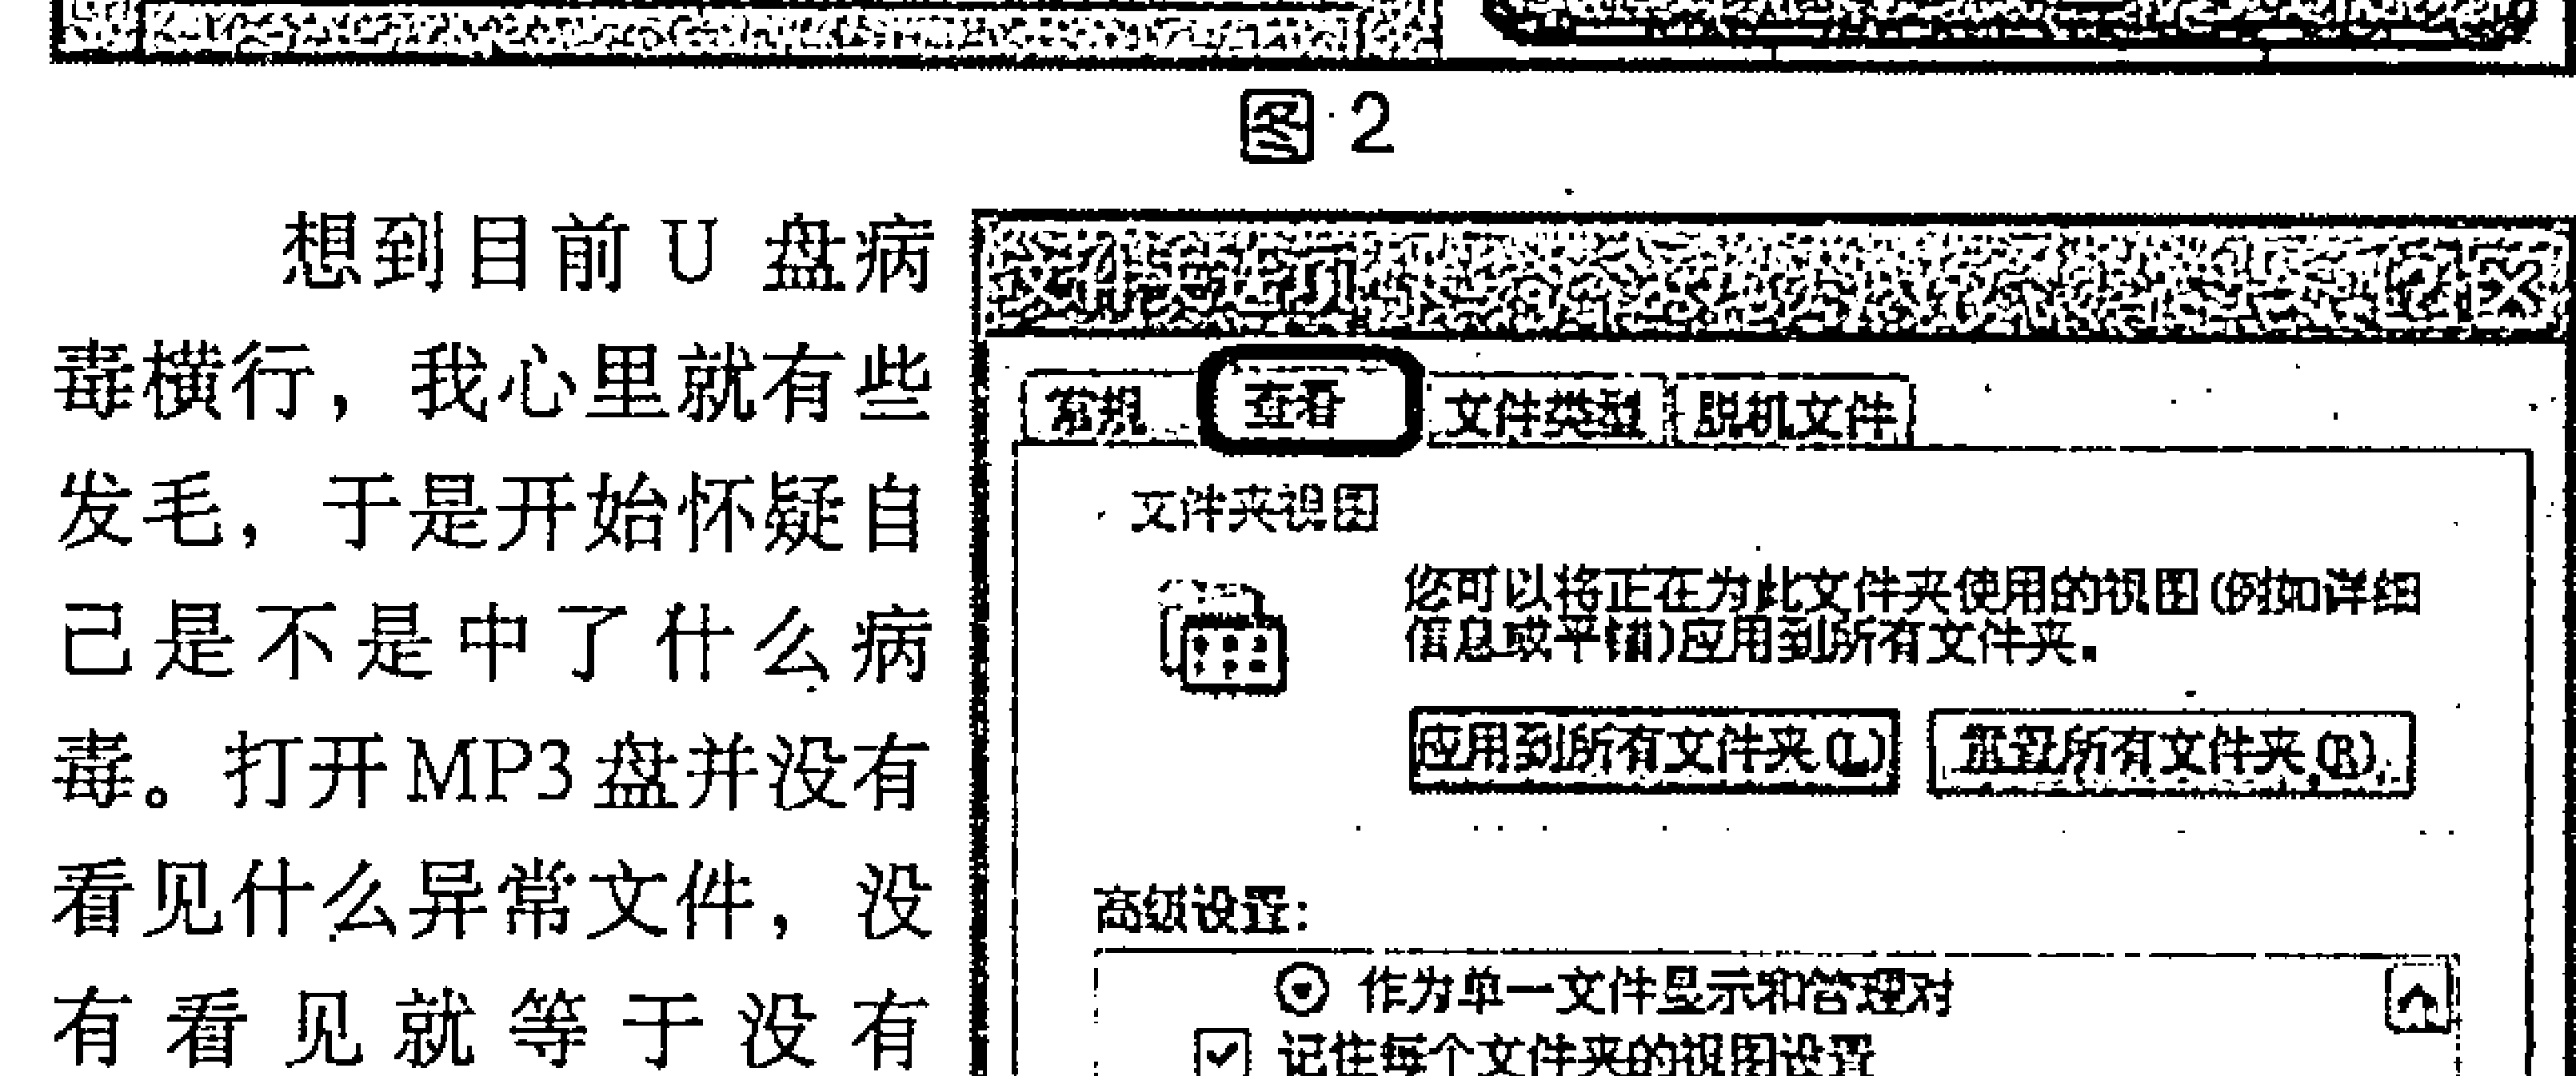 图 2
想到目前 U 盘病
毒横行，我心里就有些
发毛，于是开始怀疑自
己是不是中了什么病
毒。打开MP3盘并没有
看见什么异常文件，没
有看见就等于没有
文件夹选项
常规 查看 文件类型 脱机文件
文件夹视图
您可以将正在为此文件夹使用的视图(例如详细
信息或平铺)应用到所有文件夹。
应用到所有文件夹(L) 重置所有文件夹(R)
高级设置:
作为单一文件显示和管理对
记住每个文件夹的视图设置